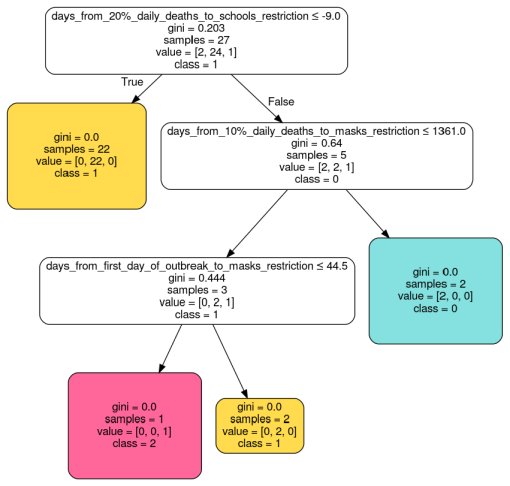 days_from_20%_daily_deaths_to_schools_restriction ≤ -9.0
gini = 0.203
samples = 27
value = [2, 24, 1]
class = 1
True
False
gini = 0.0
samples = 22
value = [0, 22, 0]
class = 1
days_from_10%_daily_deaths_to_masks_restriction ≤ 1361.0
gini = 0.64
samples = 5
value = [2, 2, 1]
class = 0
days_from_first_day_of_outbreak_to_masks_restriction ≤ 44.5
gini = 0.444
samples = 3
value = [0, 2, 1]
class = 1
gini = 0.0
samples = 2
value = [2, 0, 0]
class = 0
gini = 0.0
samples = 1
value = [0, 0, 1]
class = 2
gini = 0.0
samples = 2
value = [0, 2, 0]
class = 1